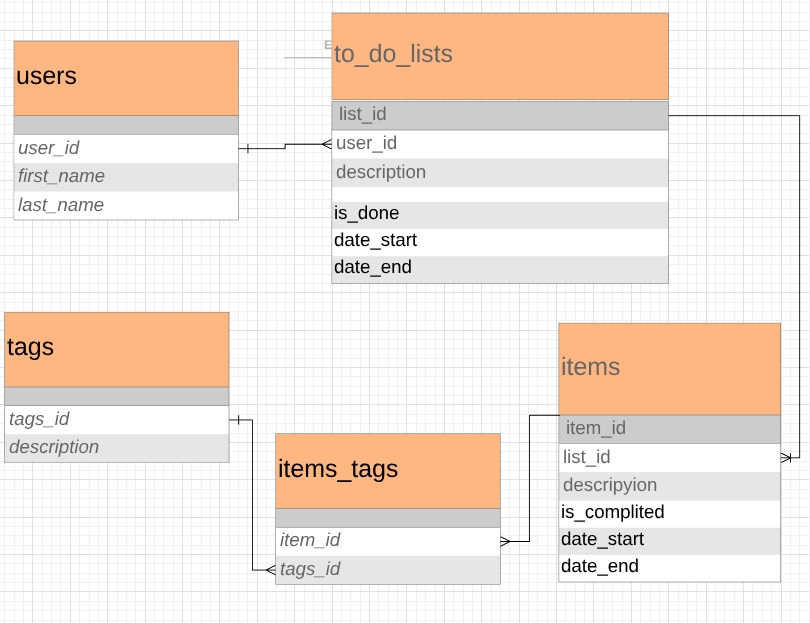 users
user_id
first_name
last_name
E
to_do_lists
list_id
user_id
description
is_done
date_start
date_end
tags
tags_id
description
items_tags
item_id
tags_id
items
item_id
list_id
descripyion
is_complited
date_start
date_end